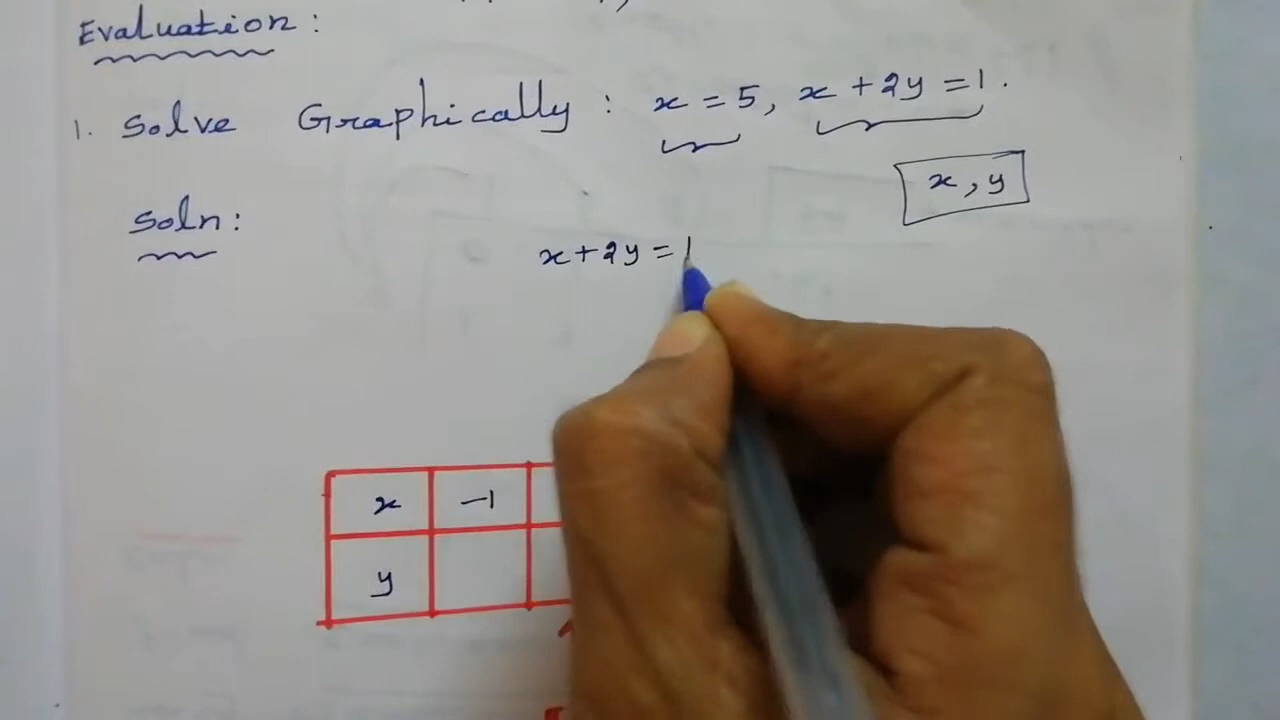 Evaluation:
1. Solve Graphically: x = 5, x + 2y = 1.
x, y
Soln:
x + 2y = 1
x -1
y